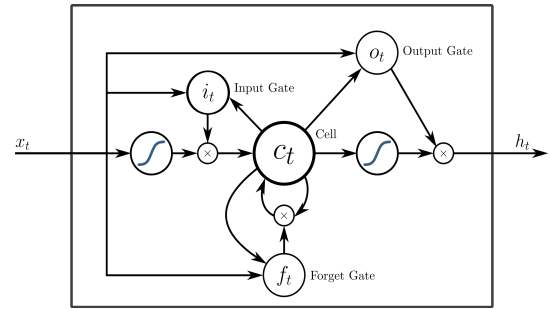 o_t Output Gate
i_t Input Gate
Cell
x_t
×
c_t
×
h_t
×
f_t Forget Gate